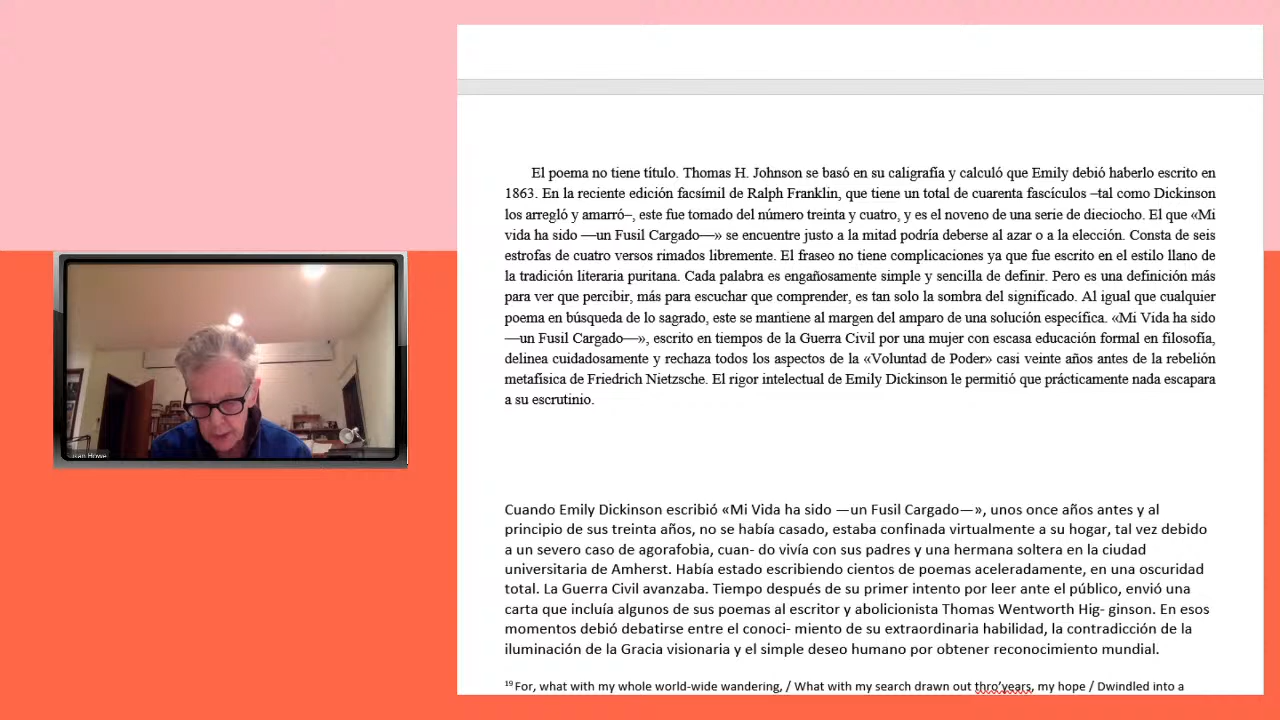 El poema no tiene título. Thomas H. Johnson se basó en su caligrafía y calculó que Emily debió haberlo escrito en
1863. En la reciente edición facsímil de Ralph Franklin, que tiene un total de cuarenta fascículos –tal como Dickinson
los arregló y amarró–, este fue tomado del número treinta y cuatro, y es el noveno de una serie de dieciocho. El que «Mi
vida ha sido —un Fusil Cargado—» se encuentre justo a la mitad podría deberse al azar o a la elección. Consta de seis
estrofas de cuatro versos rimados libremente. El fraseo no tiene complicaciones ya que fue escrito en el estilo llano de
la tradición literaria puritana. Cada palabra es engañosamente simple y sencilla de definir. Pero es una definición más
para ver que percibir, más para escuchar que comprender, es tan solo la sombra del significado. Al igual que cualquier
poema en búsqueda de lo sagrado, este se mantiene al margen del amparo de una solución específica. «Mi Vida ha sido
—un Fusil Cargado—», escrito en tiempos de la Guerra Civil por una mujer con escasa educación formal en filosofía,
delinea cuidadosamente y rechaza todos los aspectos de la «Voluntad de Poder» casi veinte años antes de la rebelión
metafísica de Friedrich Nietzsche. El rigor intelectual de Emily Dickinson le permitió que prácticamente nada escapara
a su escrutinio.
Cuando Emily Dickinson escribió «Mi Vida ha sido —un Fusil Cargado—», unos once años antes y al
principio de sus treinta años, no se había casado, estaba confinada virtualmente a su hogar, tal vez debido
a un severo caso de agorafobia, cuan- do vivía con sus padres y una hermana soltera en la ciudad
universitaria de Amherst. Había estado escribiendo cientos de poemas aceleradamente, en una oscuridad
total. La Guerra Civil avanzaba. Tiempo después de su primer intento por leer ante el público, envió una
carta que incluía algunos de sus poemas al escritor y abolicionista Thomas Wentworth Hig- ginson. En esos
momentos debió debatirse entre el conoci- miento de su extraordinaria habilidad, la contradicción de la
iluminación de la Gracia visionaria y el simple deseo humano por obtener reconocimiento mundial.
19 For, what with my whole world-wide wandering, / What with my search drawn out thro'years, my hope / Dwindled into a
Howe